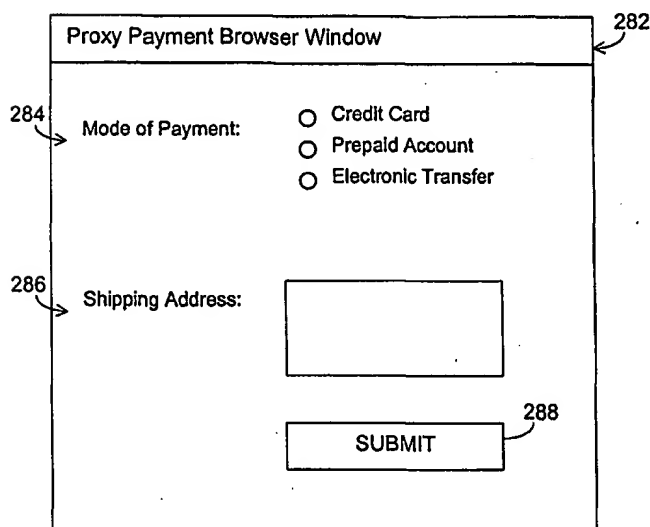 Proxy Payment Browser Window
282
284
Mode of Payment:
Credit Card
Prepaid Account
Electronic Transfer
286
Shipping Address:
288
SUBMIT